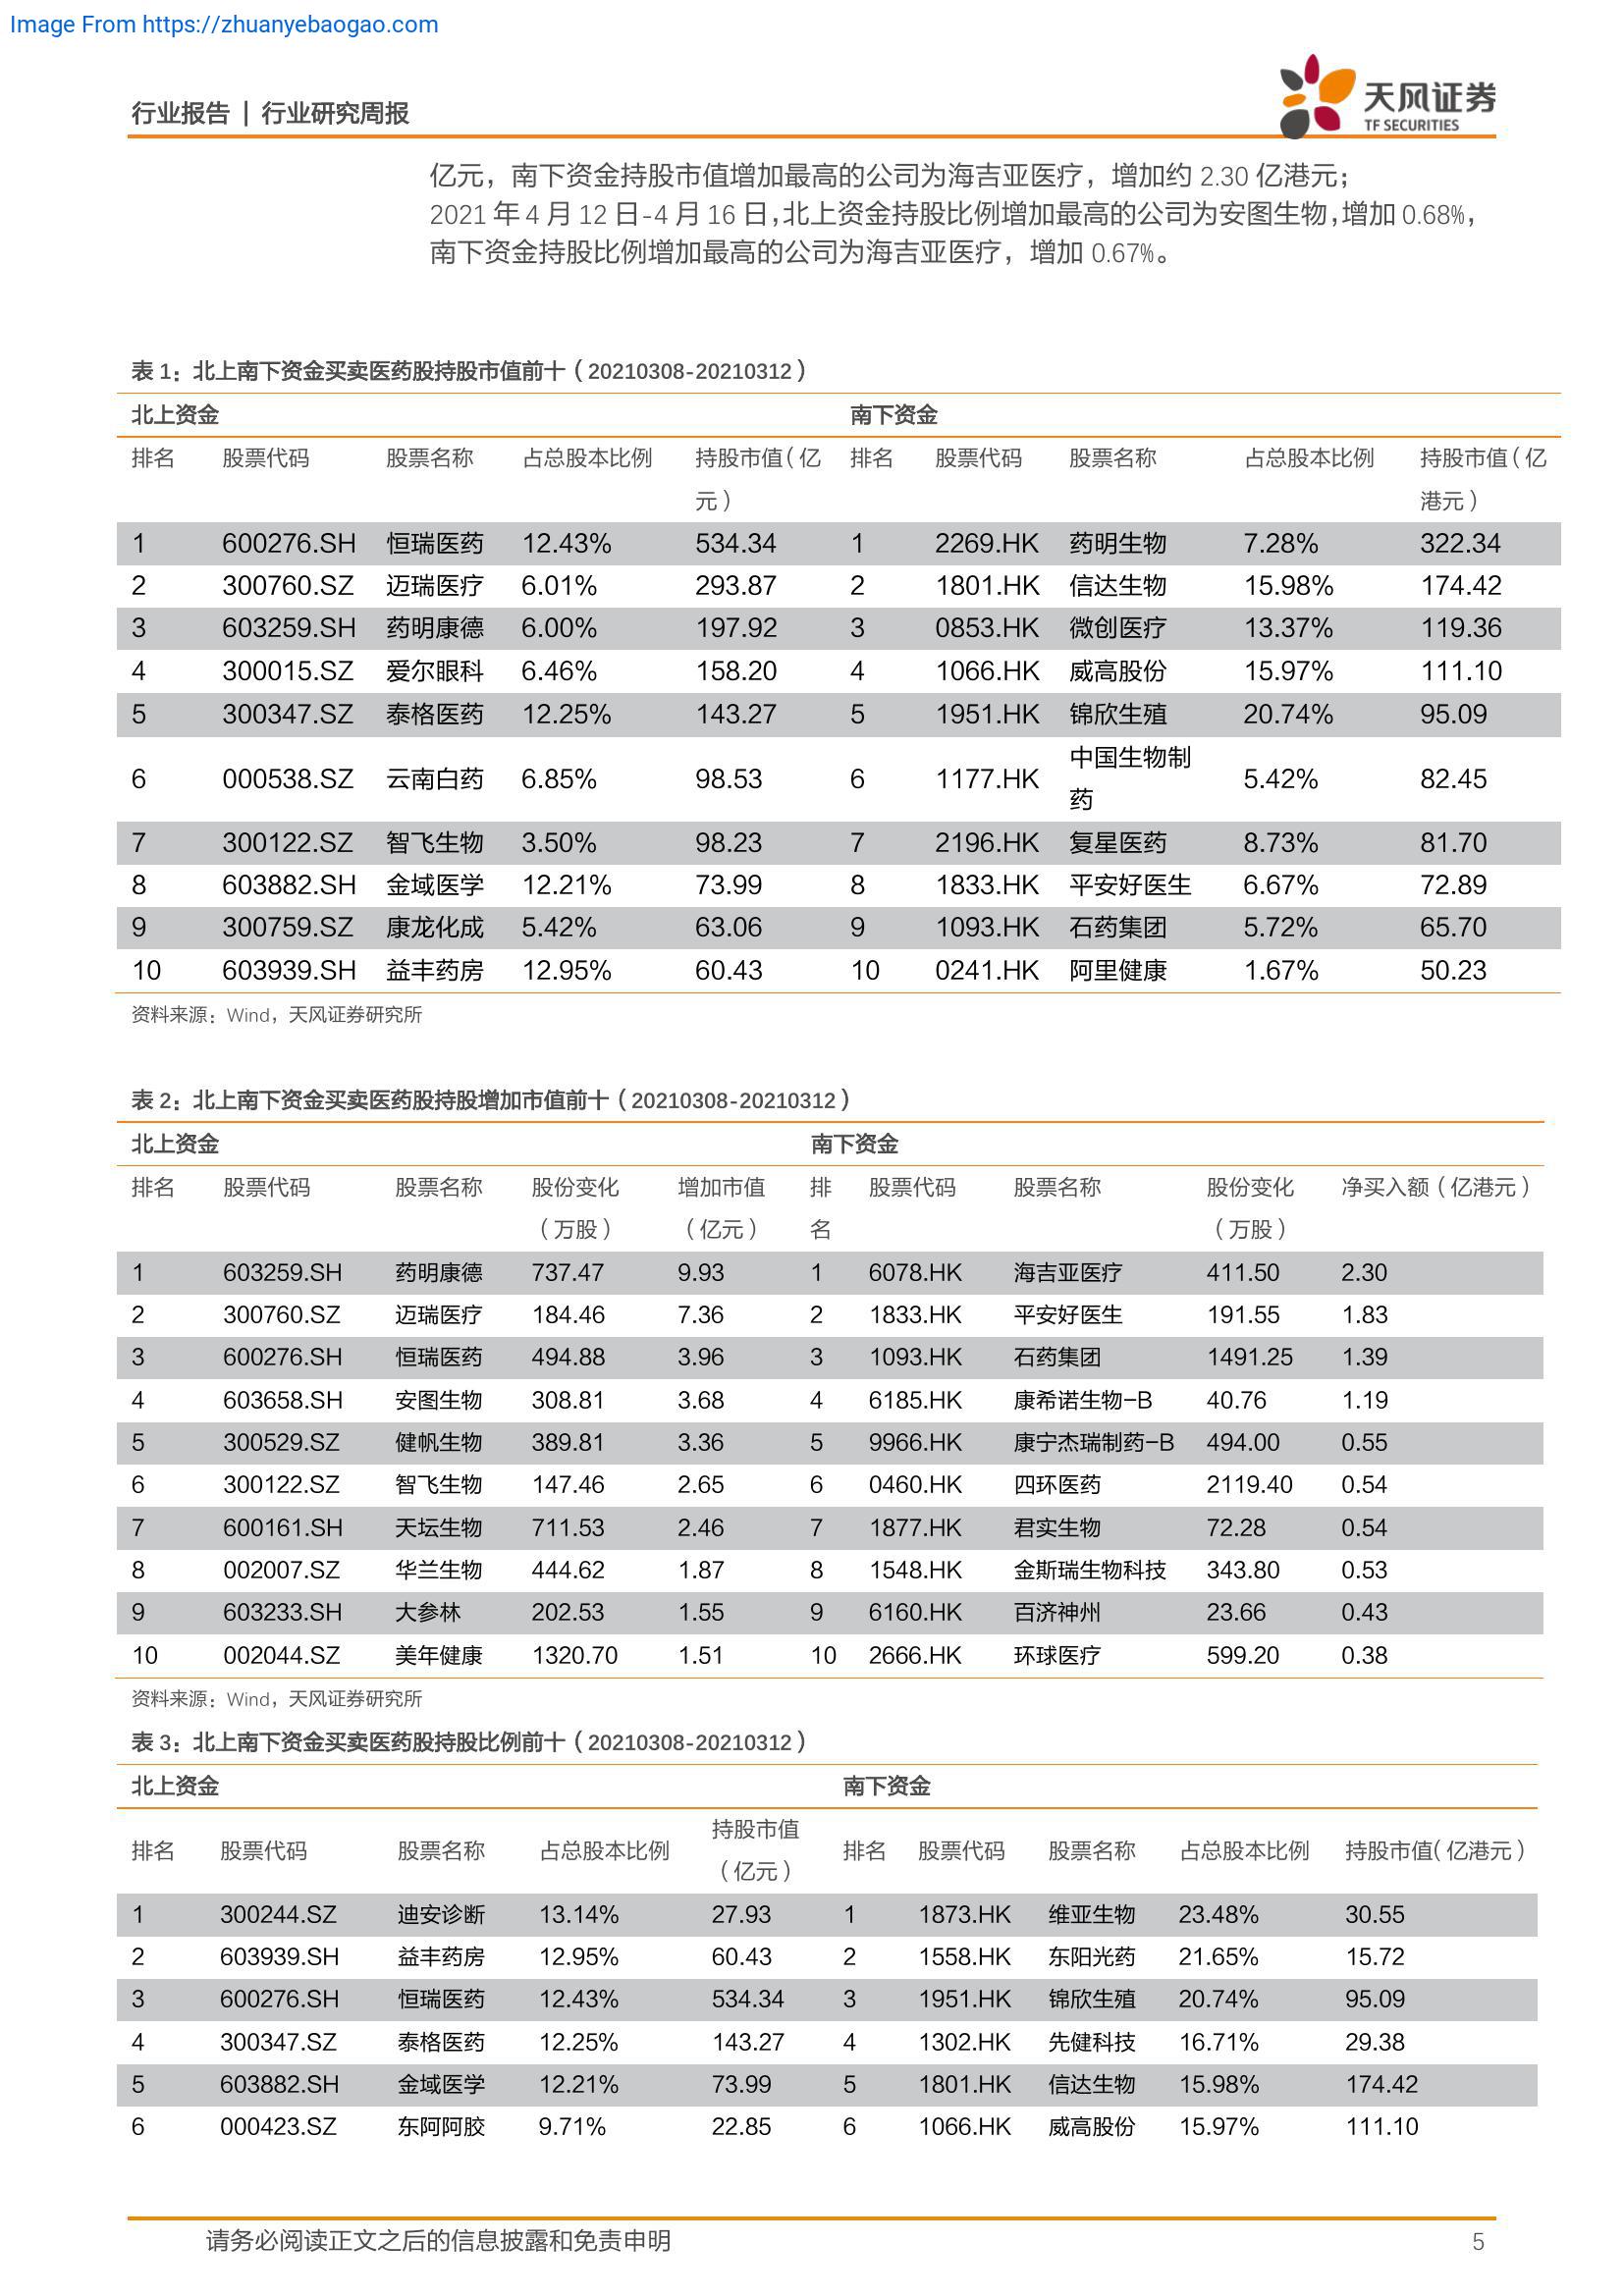 Image From https://zhuanyebaogao.com
行业报告 | 行业研究周报
天风证券
TF SECURITIES
亿元，南下资金持股市值增加最高的公司为海吉亚医疗，增加约 2.30 亿港元；
2021 年 4 月 12 日-4 月 16 日，北上资金持股比例增加最高的公司为安图生物，增加 0.68%，
南下资金持股比例增加最高的公司为海吉亚医疗，增加 0.67%。
表 1：北上南下资金买卖医药股持股市值前十（20210308-20210312）
北上资金 南下资金
排名 股票代码 股票名称 占总股本比例 持股市值（亿 排名 股票代码 股票名称 占总股本比例 持股市值（亿
元） 港元）
1 600276.SH 恒瑞医药 12.43% 534.34 1 2269.HK 药明生物 7.28% 322.34
2 300760.SZ 迈瑞医疗 6.01% 293.87 2 1801.HK 信达生物 15.98% 174.42
3 603259.SH 药明康德 6.00% 197.92 3 0853.HK 微创医疗 13.37% 119.36
4 300015.SZ 爱尔眼科 6.46% 158.20 4 1066.HK 威高股份 15.97% 111.10
5 300347.SZ 泰格医药 12.25% 143.27 5 1951.HK 锦欣生殖 20.74% 95.09
中国生物制
6 000538.SZ 云南白药 6.85% 98.53 6 1177.HK 5.42% 82.45
药
7 300122.SZ 智飞生物 3.50% 98.23 7 2196.HK 复星医药 8.73% 81.70
8 603882.SH 金域医学 12.21% 73.99 8 1833.HK 平安好医生 6.67% 72.89
9 300759.SZ 康龙化成 5.42% 63.06 9 1093.HK 石药集团 5.72% 65.70
10 603939.SH 益丰药房 12.95% 60.43 10 0241.HK 阿里健康 1.67% 50.23
资料来源：Wind，天风证券研究所
表 2：北上南下资金买卖医药股持股增加市值前十（20210308-20210312）
北上资金 南下资金
排名 股票代码 股票名称 股份变化 增加市值 排 股票代码 股票名称 股份变化 净买入额（亿港元）
（万股） （亿元） 名 （万股）
1 603259.SH 药明康德 737.47 9.93 1 6078.HK 海吉亚医疗 411.50 2.30
2 300760.SZ 迈瑞医疗 184.46 7.36 2 1833.HK 平安好医生 191.55 1.83
3 600276.SH 恒瑞医药 494.88 3.96 3 1093.HK 石药集团 1491.25 1.39
4 603658.SH 安图生物 308.81 3.68 4 6185.HK 康希诺生物-B 40.76 1.19
5 300529.SZ 健帆生物 389.81 3.36 5 9966.HK 康宁杰瑞制药-B 494.00 0.55
6 300122.SZ 智飞生物 147.46 2.65 6 0460.HK 四环医药 2119.40 0.54
7 600161.SH 天坛生物 711.53 2.46 7 1877.HK 君实生物 72.28 0.54
8 002007.SZ 华兰生物 444.62 1.87 8 1548.HK 金斯瑞生物科技 343.80 0.53
9 603233.SH 大参林 202.53 1.55 9 6160.HK 百济神州 23.66 0.43
10 002044.SZ 美年健康 1320.70 1.51 10 2666.HK 环球医疗 599.20 0.38
资料来源：Wind，天风证券研究所
表 3：北上南下资金买卖医药股持股比例前十（20210308-20210312）
北上资金 南下资金
持股市值
排名 股票代码 股票名称 占总股本比例 排名 股票代码 股票名称 占总股本比例 持股市值（亿港元）
（亿元）
1 300244.SZ 迪安诊断 13.14% 27.93 1 1873.HK 维亚生物 23.48% 30.55
2 603939.SH 益丰药房 12.95% 60.43 2 1558.HK 东阳光药 21.65% 15.72
3 600276.SH 恒瑞医药 12.43% 534.34 3 1951.HK 锦欣生殖 20.74% 95.09
4 300347.SZ 泰格医药 12.25% 143.27 4 1302.HK 先健科技 16.71% 29.38
5 603882.SH 金域医学 12.21% 73.99 5 1801.HK 信达生物 15.98% 174.42
6 000423.SZ 东阿阿胶 9.71% 22.85 6 1066.HK 威高股份 15.97% 111.10
请务必阅读正文之后的信息披露和免责申明 5